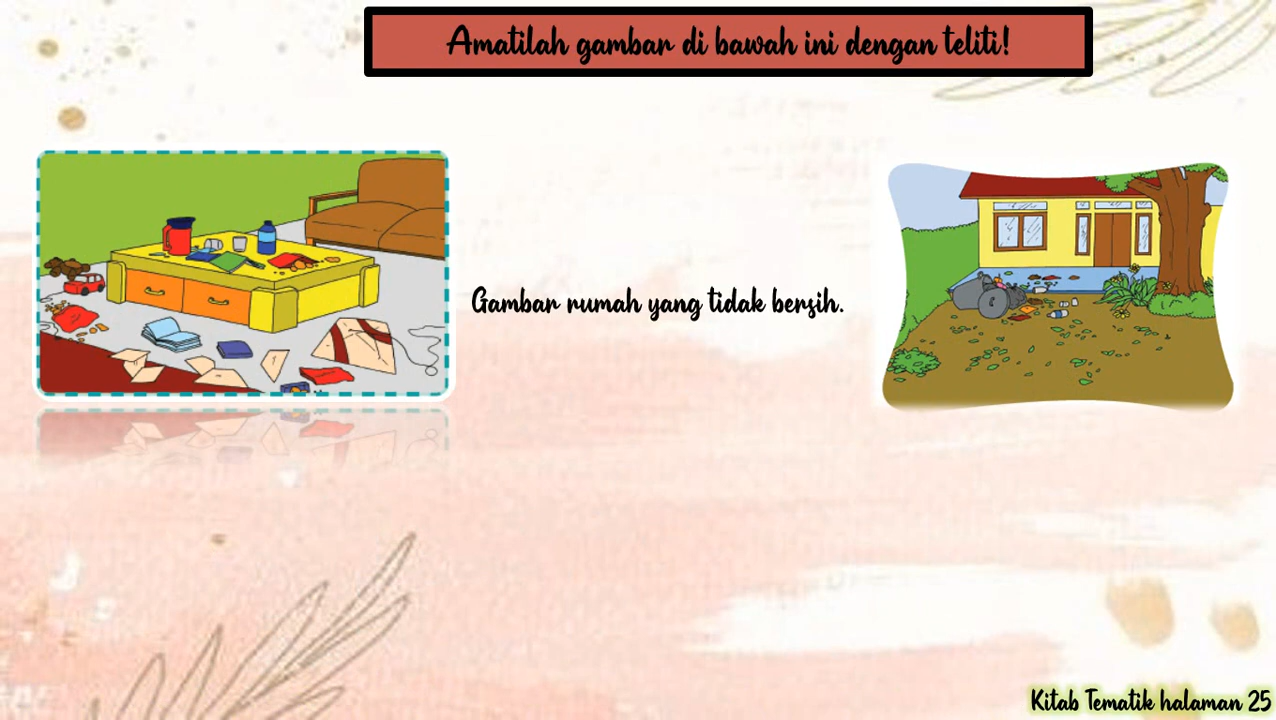 Amatilah gambar di bawah ini dengan teliti!
Gambar rumah yang tidak bersih.
Kitab Tematik halaman 25